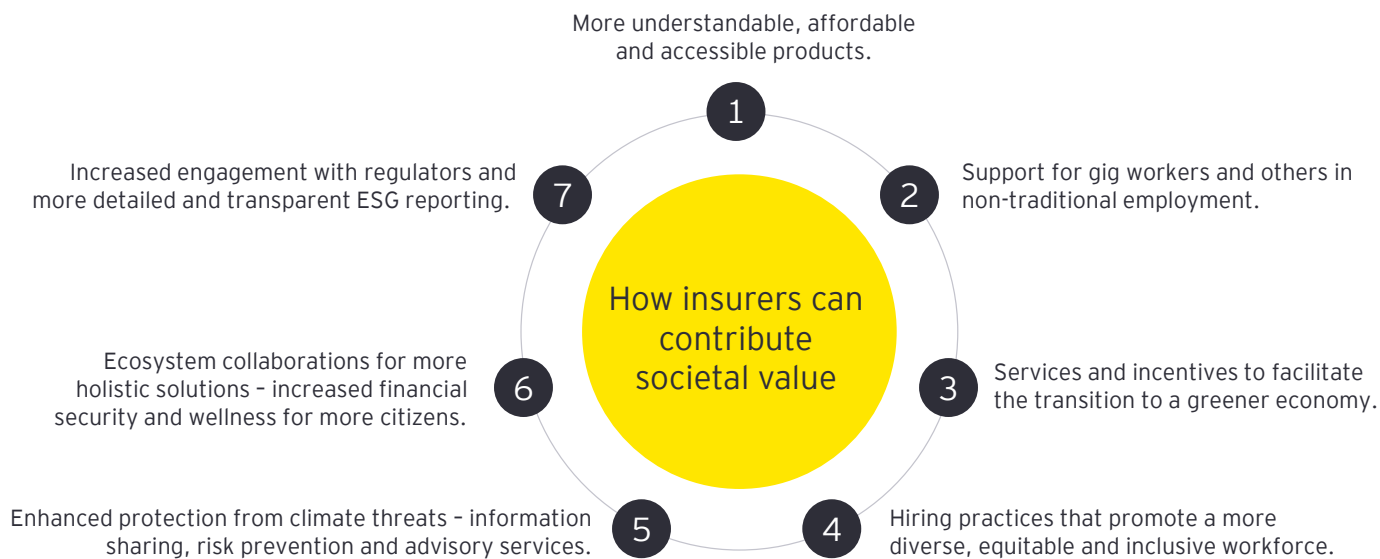 More understandable, affordable
and accessible products.
1
2
Support for gig workers and others in
non-traditional employment.
3
Services and incentives to facilitate
the transition to a greener economy.
4
Hiring practices that promote a more
diverse, equitable and inclusive workforce.
5
Enhanced protection from climate threats – information
sharing, risk prevention and advisory services.
6
Ecosystem collaborations for more
holistic solutions – increased financial
security and wellness for more citizens.
7
Increased engagement with regulators and
more detailed and transparent ESG reporting.
How insurers can
contribute
societal value